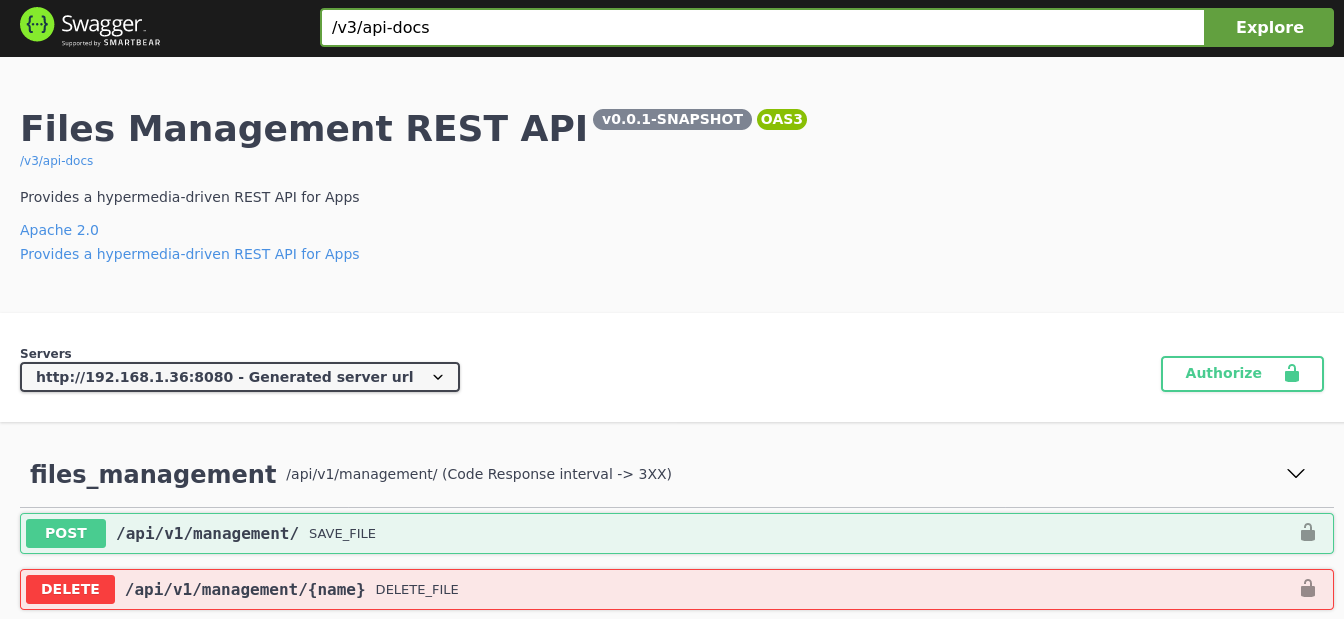 Swagger
Supported by SMARTBEAR
/v3/api-docs
Explore
Files Management REST API v0.0.1-SNAPSHOT OAS3
/v3/api-docs
Provides a hypermedia-driven REST API for Apps
Apache 2.0
Provides a hypermedia-driven REST API for Apps
Servers
http://192.168.1.36:8080 - Generated server url
Authorize
files_management /api/v1/management/ (Code Response interval -> 3XX)
POST /api/v1/management/ SAVE_FILE
DELETE /api/v1/management/{name} DELETE_FILE